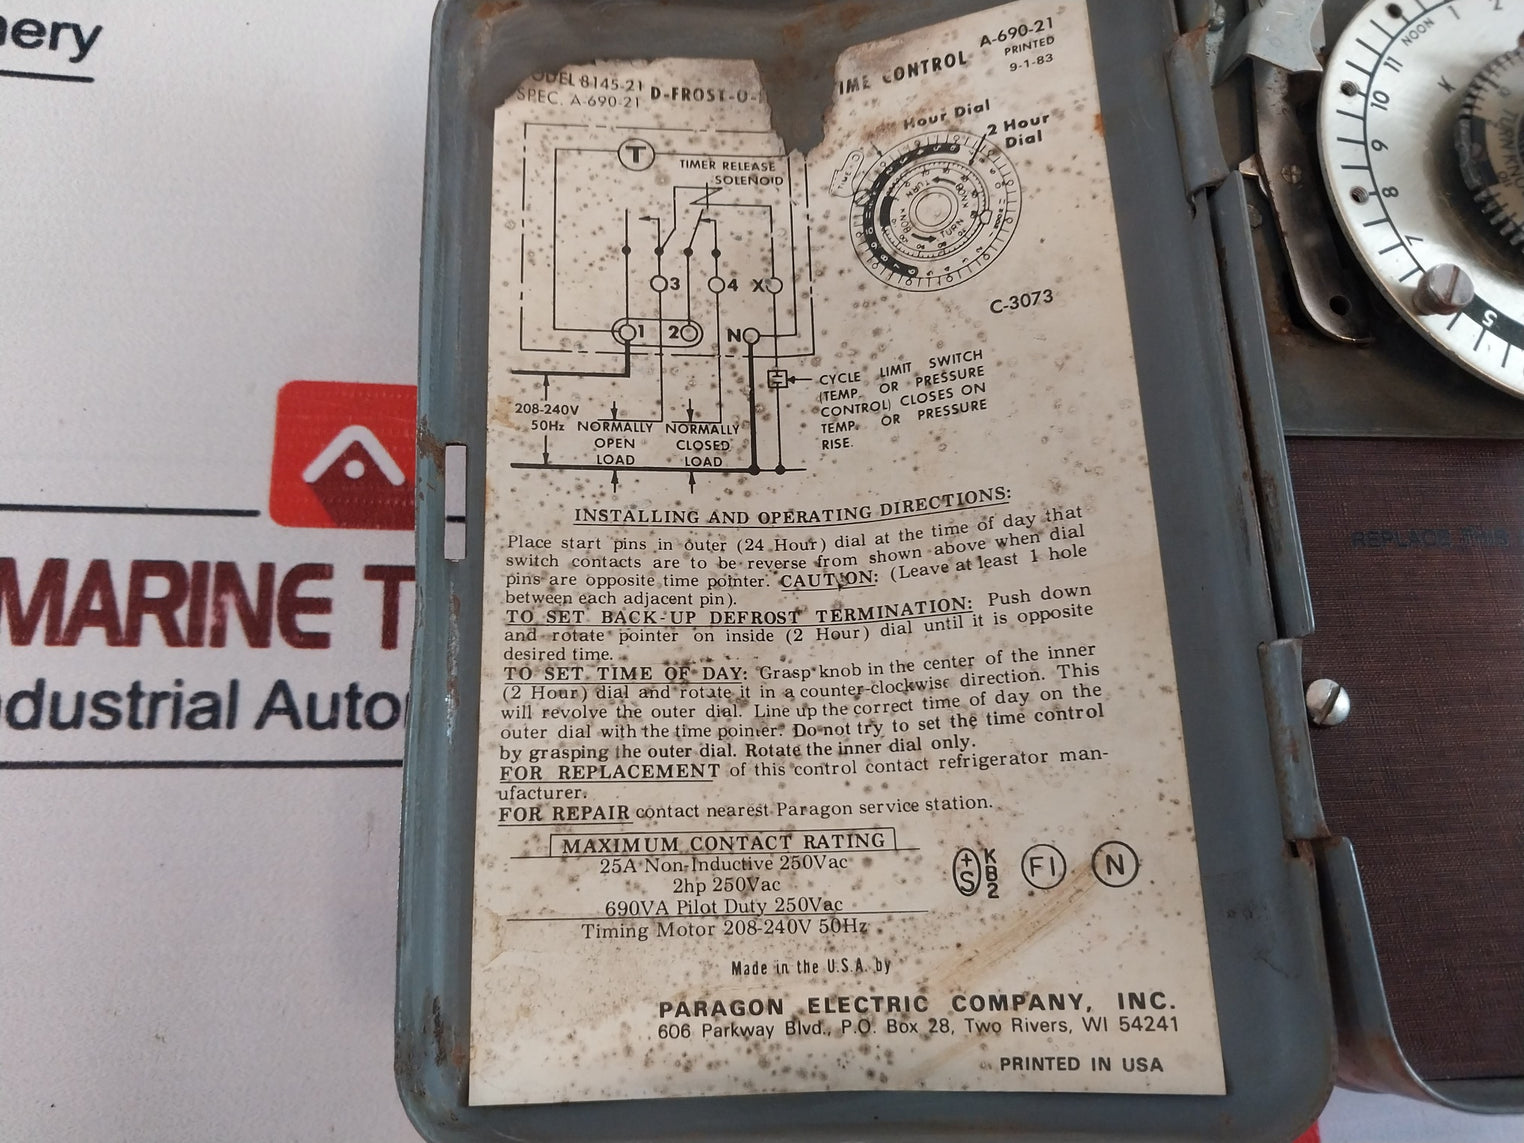 ery
MARINE T
dustrial Auto
ODEL 8145-21
SPEC. A-690-21
D-FROST-O-
IME CONTROL
A-690-21
PRINTED
9-1-83
Hour Dial
2 Hour
Dial
T
TIMER RELEASE
SOLENOID
TIME
TURN
KNOB
TURN
KNOB
3
4
X
1
2
N
C-3073
CYCLE LIMIT SWITCH
(TEMP. OR PRESSURE
CONTROL) CLOSES ON
TEMP. OR PRESSURE
RISE.
208-240V
50Hz
NORMALLY
OPEN
LOAD
NORMALLY
CLOSED
LOAD
INSTALLING AND OPERATING DIRECTIONS:
Place start pins in outer (24 Hour) dial at the time of day that
switch contacts are to be reverse from shown above when dial
pins are opposite time pointer. CAUTION: (Leave at least 1 hole
between each adjacent pin).
TO SET BACK-UP DEFROST TERMINATION: Push down
and rotate pointer on inside (2 Hour) dial until it is opposite
desired time.
TO SET TIME OF DAY: Grasp knob in the center of the inner
(2 Hour) dial and rotate it in a counter-clockwise direction. This
will revolve the outer dial. Line up the correct time of day on the
outer dial with the time pointer. Do not try to set the time control
by grasping the outer dial. Rotate the inner dial only.
FOR REPLACEMENT of this control contact refrigerator man-
ufacturer.
FOR REPAIR contact nearest Paragon service station.
MAXIMUM CONTACT RATING
25A Non-Inductive 250Vac
2hp 250Vac
690VA Pilot Duty 250Vac
Timing Motor 208-240V 50Hz
+
S
K
B
2
FI
N
Made in the U.S.A. by
PARAGON ELECTRIC COMPANY, INC.
606 Parkway Blvd., P.O. Box 28, Two Rivers, WI 54241
PRINTED IN USA
NOON 1 2
11
10
9
8
7
5
K
TURN
REPLACE THIS